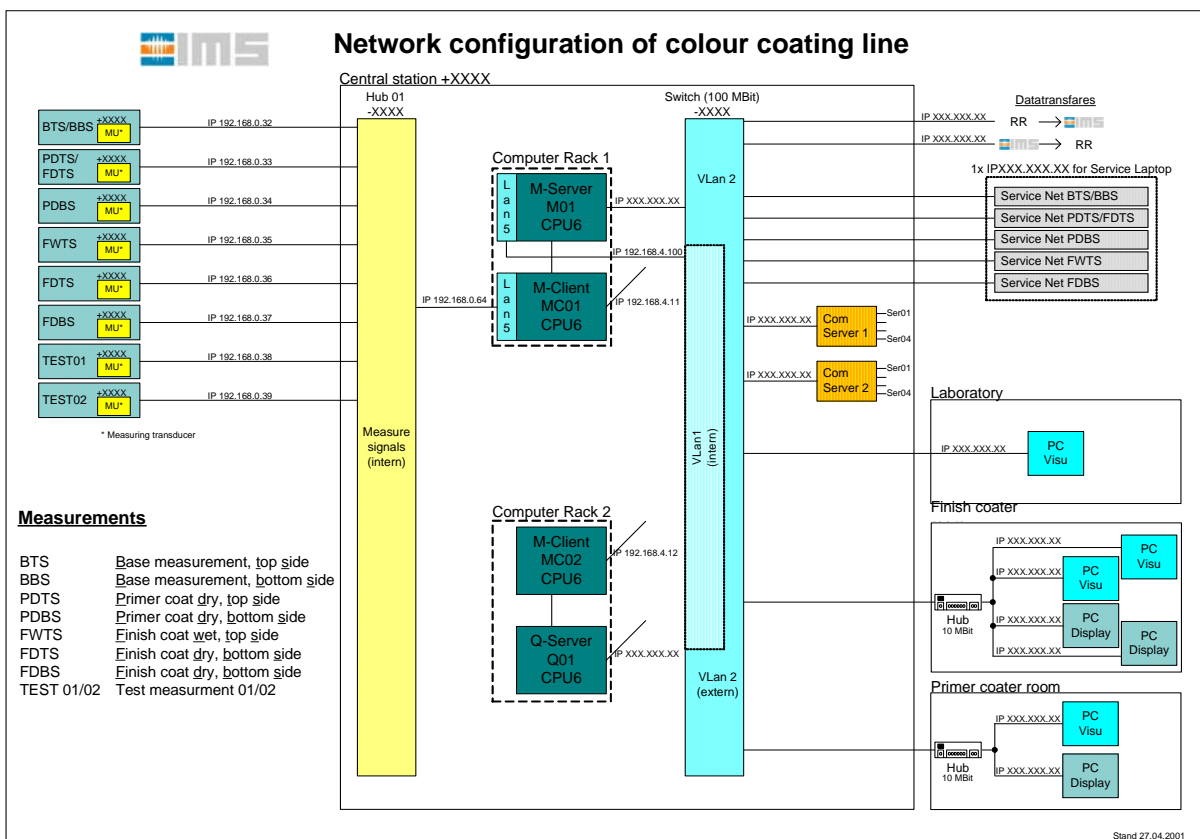 IMS
Network configuration of colour coating line
Central station +XXXX
Hub 01
-XXXX
Switch (100 MBit)
-XXXX
BTS/BBS
+XXXX
MU*
IP 192.168.0.32
PDTS/
FDTS
+XXXX
MU*
IP 192.168.0.33
PDBS
+XXXX
MU*
IP 192.168.0.34
FWTS
+XXXX
MU*
IP 192.168.0.35
FDTS
+XXXX
MU*
IP 192.168.0.36
FDBS
+XXXX
MU*
IP 192.168.0.37
TEST01
+XXXX
MU*
IP 192.168.0.38
TEST02
+XXXX
MU*
IP 192.168.0.39
* Measuring transducer
Measure
signals
(intern)
Computer Rack 1
Lan5
M-Server
M01
CPU6
IP XXX.XXX.XX
IP 192.168.4.100
Lan5
M-Client
MC01
CPU6
IP 192.168.0.64
IP 192.168.4.11
Computer Rack 2
M-Client
MC02
CPU6
IP 192.168.4.12
Q-Server
Q01
CPU6
IP XXX.XXX.XX
VLan 2
VLan1
(intern)
VLan 2
(extern)
Datatransfares
IP XXX.XXX.XX
RR
IMS
IP XXX.XXX.XX
IMS
RR
1x IPXXX.XXX.XX for Service Laptop
Service Net BTS/BBS
Service Net PDTS/FDTS
Service Net PDBS
Service Net FWTS
Service Net FDBS
IP XXX.XXX.XX
Com
Server 1
Ser01
Ser04
IP XXX.XXX.XX
Com
Server 2
Ser01
Ser04
Laboratory
IP XXX.XXX.XX
PC
Visu
Finish coater
IP XXX.XXX.XX
PC
Visu
IP XXX.XXX.XX
PC
Visu
Hub
10 MBit
IP XXX.XXX.XX
PC
Display
IP XXX.XXX.XX
PC
Display
Primer coater room
IP XXX.XXX.XX
PC
Visu
Hub
10 MBit
IP XXX.XXX.XX
PC
Display
Measurements
BTS Base measurement, top side
BBS Base measurement, bottom side
PDTS Primer coat dry, top side
PDBS Primer coat dry, bottom side
FWTS Finish coat wet, top side
FDTS Finish coat dry, bottom side
FDBS Finish coat dry, bottom side
TEST 01/02 Test measurment 01/02
Stand 27.04.2001